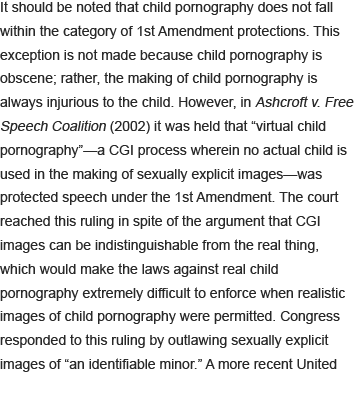 It should be noted that child pornography does not fall
within the category of 1st Amendment protections. This
exception is not made because child pornography is
obscene; rather, the making of child pornography is
always injurious to the child. However, in Ashcroft v. Free
Speech Coalition (2002) it was held that “virtual child
pornography”—a CGI process wherein no actual child is
used in the making of sexually explicit images—was
protected speech under the 1st Amendment. The court
reached this ruling in spite of the argument that CGI
images can be indistinguishable from the real thing,
which would make the laws against real child
pornography extremely difficult to enforce when realistic
images of child pornography were permitted. Congress
responded to this ruling by outlawing sexually explicit
images of “an identifiable minor.” A more recent United